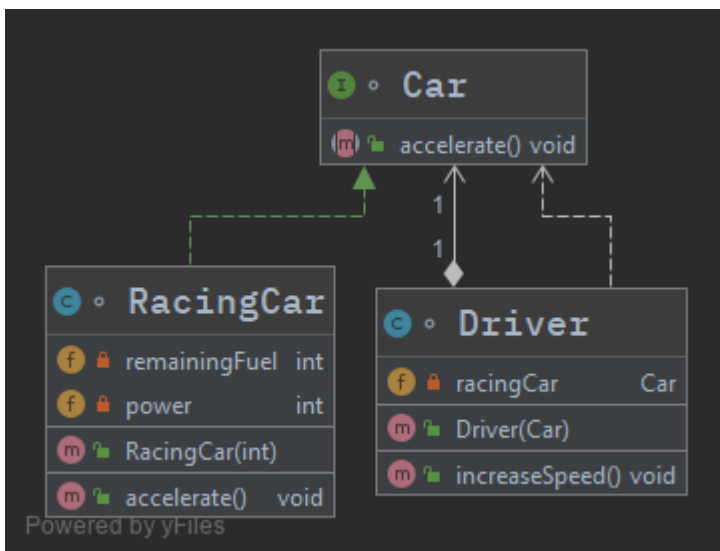 I Car
m accelerate() void
1
1
C RacingCar
f remainingFuel int
f power int
m RacingCar(int)
m accelerate() void
C Driver
f racingCar Car
m Driver(Car)
m increaseSpeed() void
Powered by yFiles